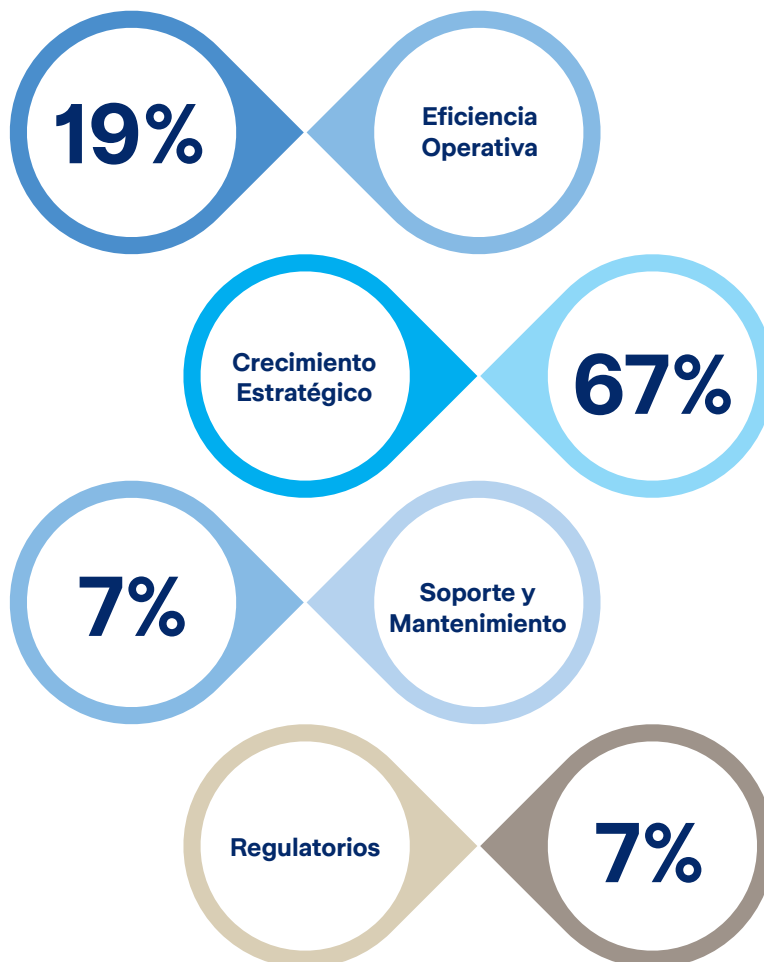 19%
Eficiencia
Operativa
Crecimiento
Estratégico
67%
7%
Soporte y
Mantenimiento
Regulatorios
7%